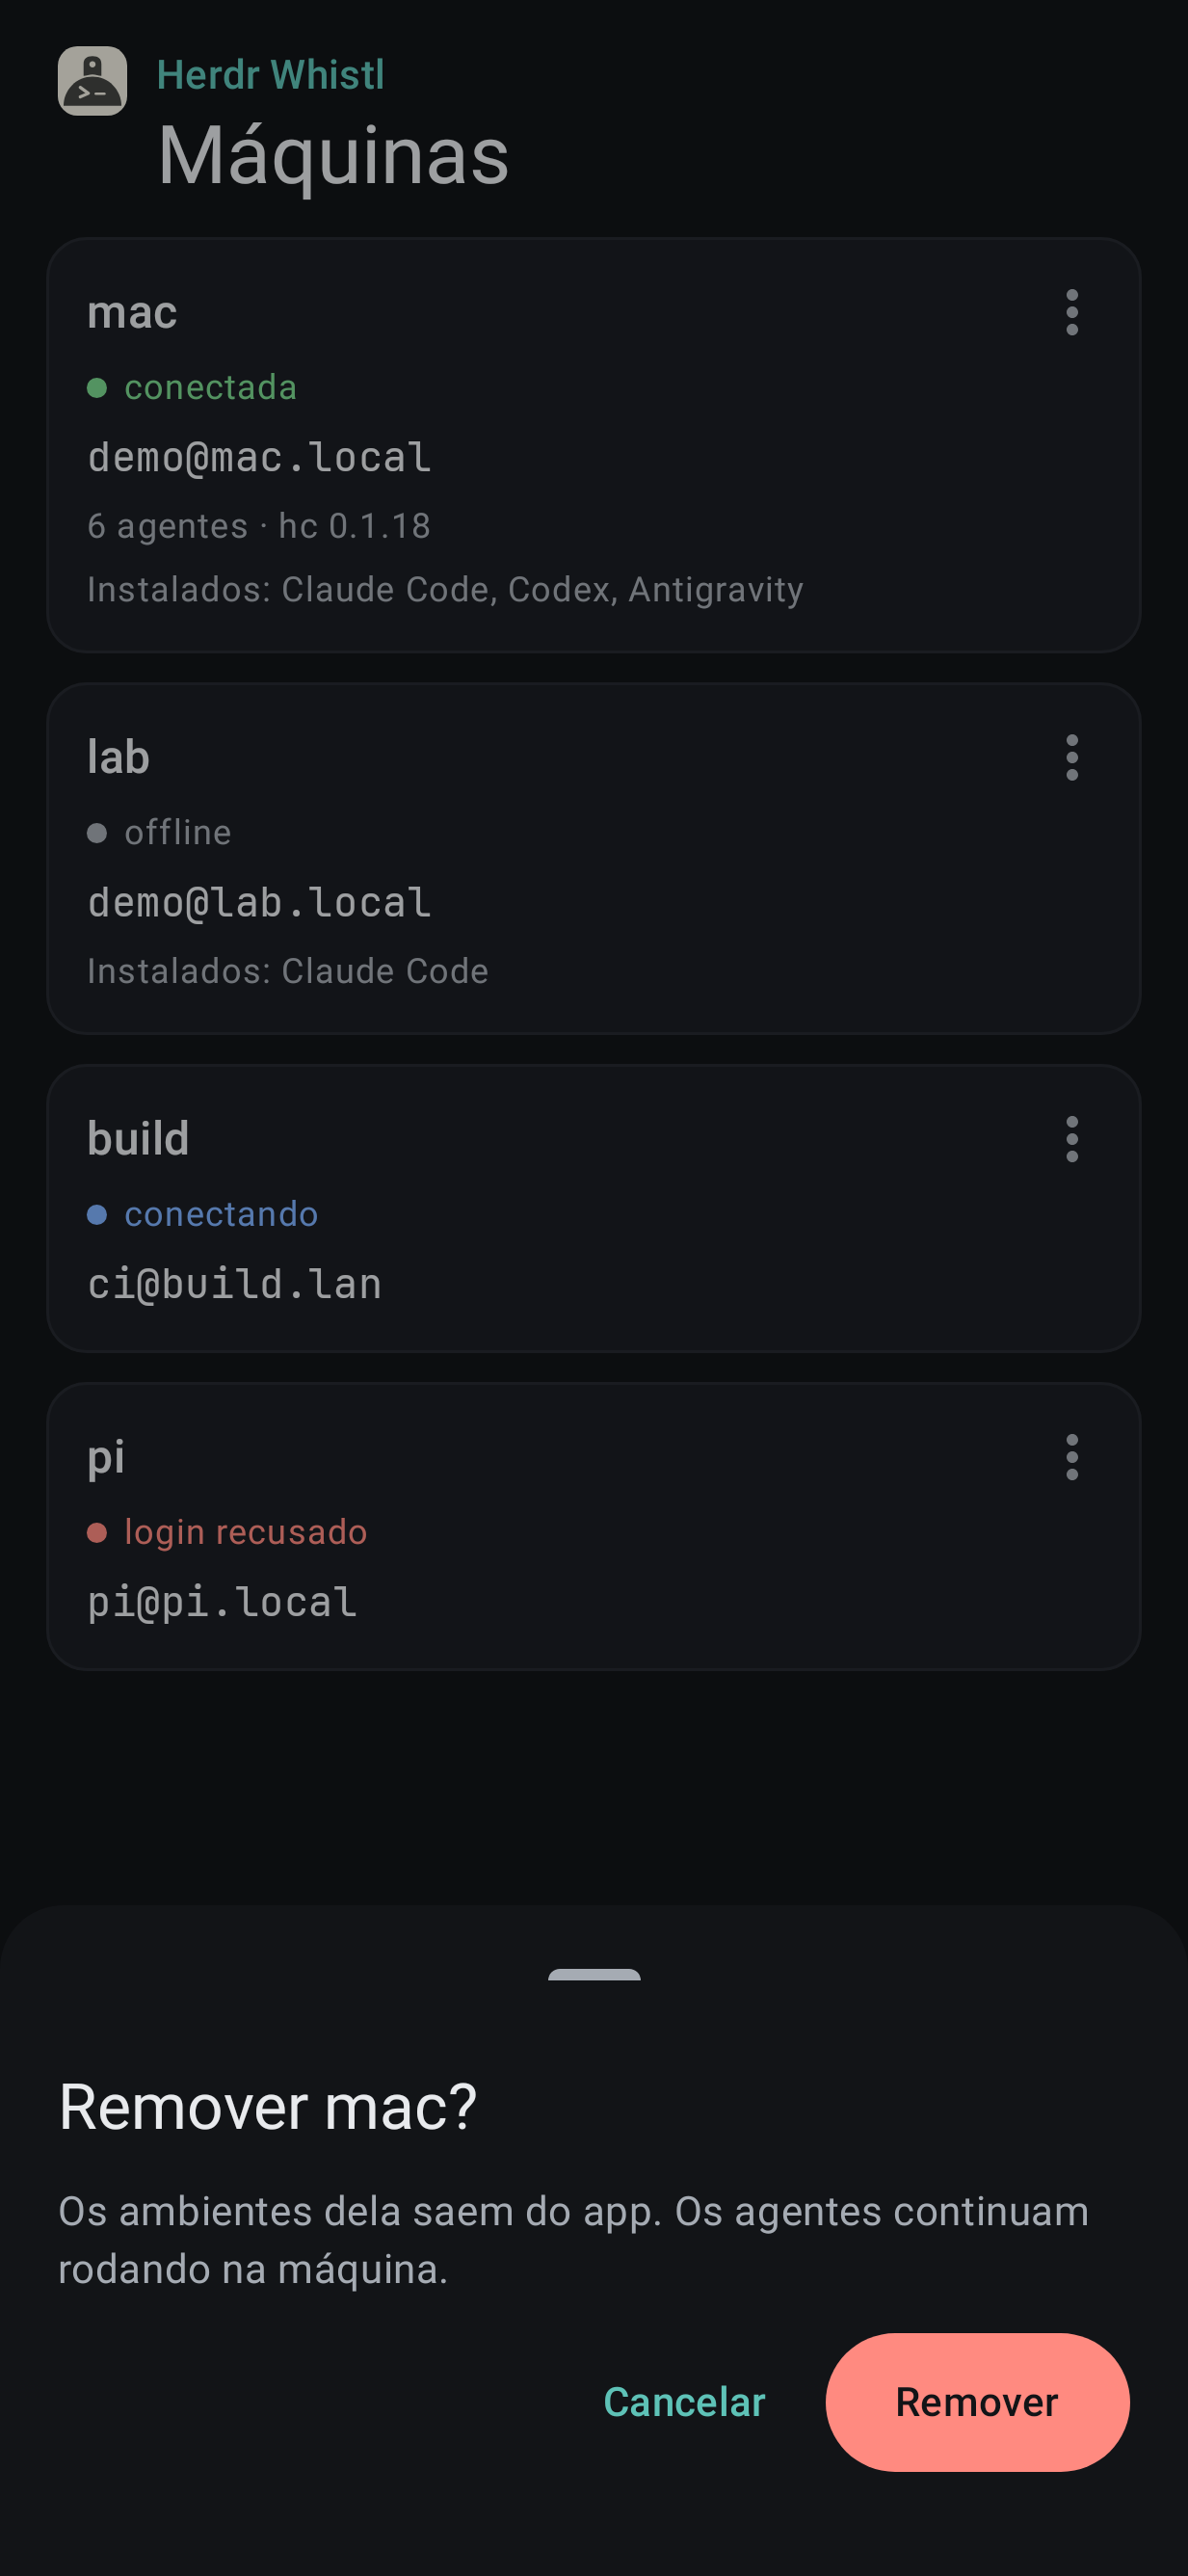 Herdr Whistl
Máquinas
mac
conectada
demo@mac.local
6 agentes · hc 0.1.18
Instalados: Claude Code, Codex, Antigravity
lab
offline
demo@lab.local
Instalados: Claude Code
build
conectando
ci@build.lan
pi
login recusado
pi@pi.local
Remover mac?
Os ambientes dela saem do app. Os agentes continuam
rodando na máquina.
Cancelar Remover